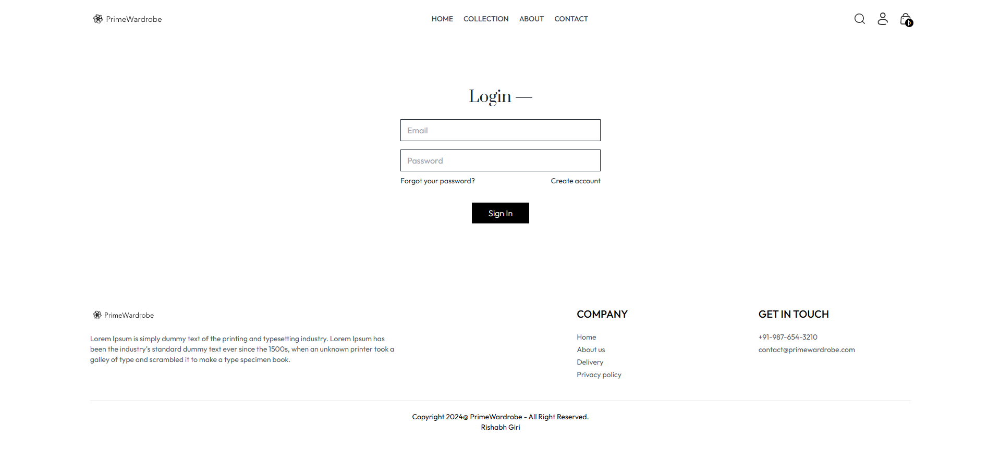 PrimeWardrobe
HOME COLLECTION ABOUT CONTACT
Login —
Email
Password
Forgot your password? Create account
Sign In
PrimeWardrobe
Lorem Ipsum is simply dummy text of the printing and typesetting industry. Lorem Ipsum has
been the industry's standard dummy text ever since the 1500s, when an unknown printer took a
galley of type and scrambled it to make a type specimen book.
COMPANY
Home
About us
Delivery
Privacy policy
GET IN TOUCH
+91-987-654-3210
contact@primewardrobe.com
Copyright 2024@ PrimeWardrobe - All Right Reserved.
Rishabh Giri